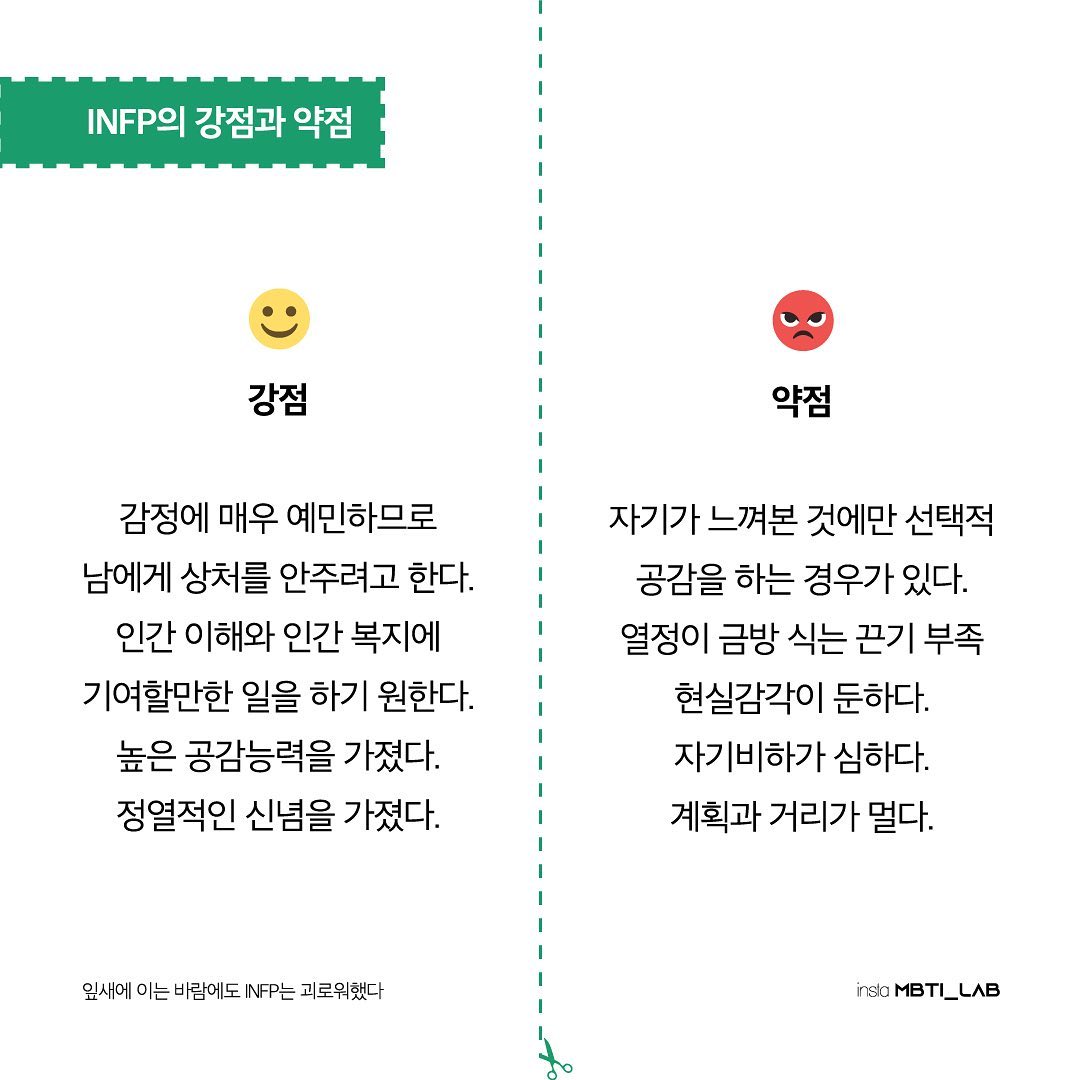 INFP의 강점과 약점
강점
감정에 매우 예민하므로
남에게 상처를 안주려고 한다.
인간 이해와 인간 복지에
기여할만한 일을 하기 원한다.
높은 공감능력을 가졌다.
정열적인 신념을 가졌다.
약점
자기가 느껴본 것에만 선택적
공감을 하는 경우가 있다.
열정이 금방 식는 끈기 부족
현실감각이 둔하다.
자기비하가 심하다.
계획과 거리가 멀다.
잎새에 이는 바람에도 INFP는 괴로워했다
insta MBTI_LAB